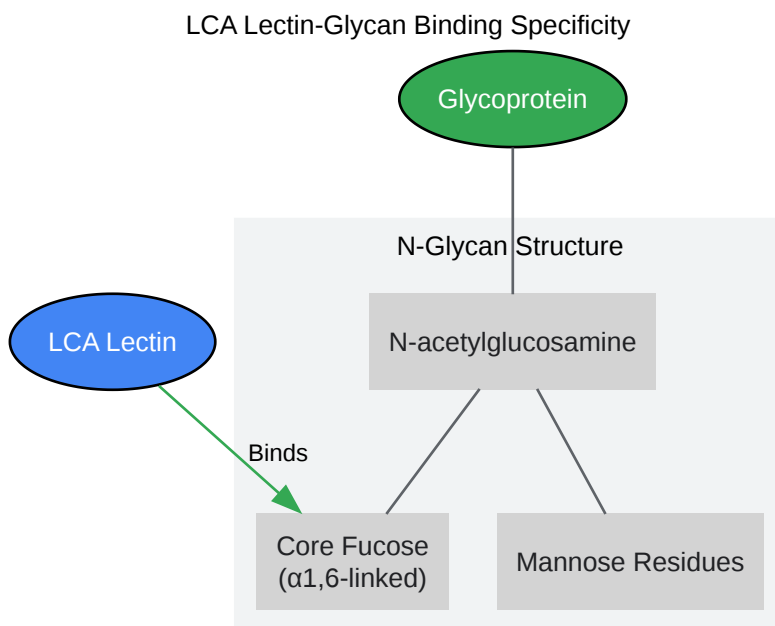 LCA Lectin-Glycan Binding Specificity
Glycoprotein
N-Glycan Structure
LCA Lectin
N-acetylglucosamine
Binds
Core Fucose
(α1,6-linked)
Mannose Residues